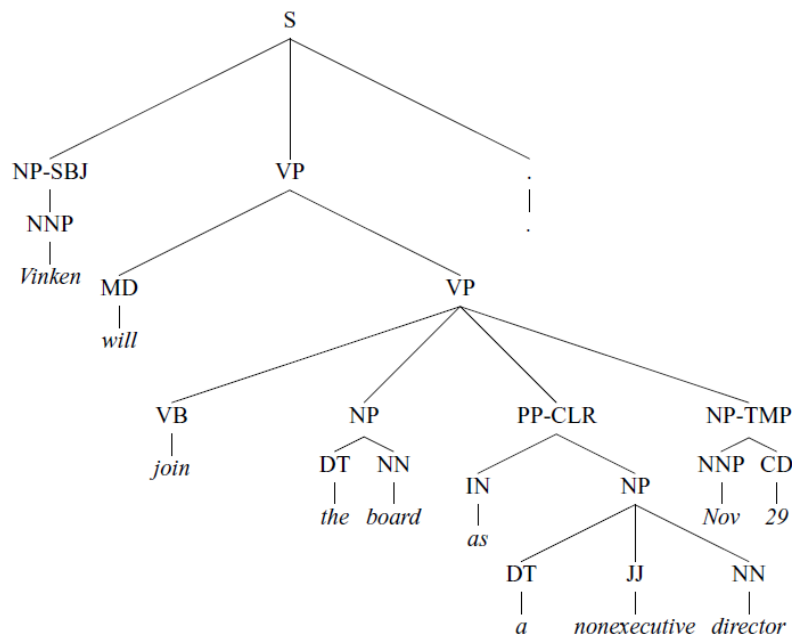 S
NP-SBJ VP .
NNP .
Vinken
MD VP
will
VB NP PP-CLR NP-TMP
join DT NN IN NP NNP CD
the board as Nov 29
DT JJ NN
a nonexecutive director